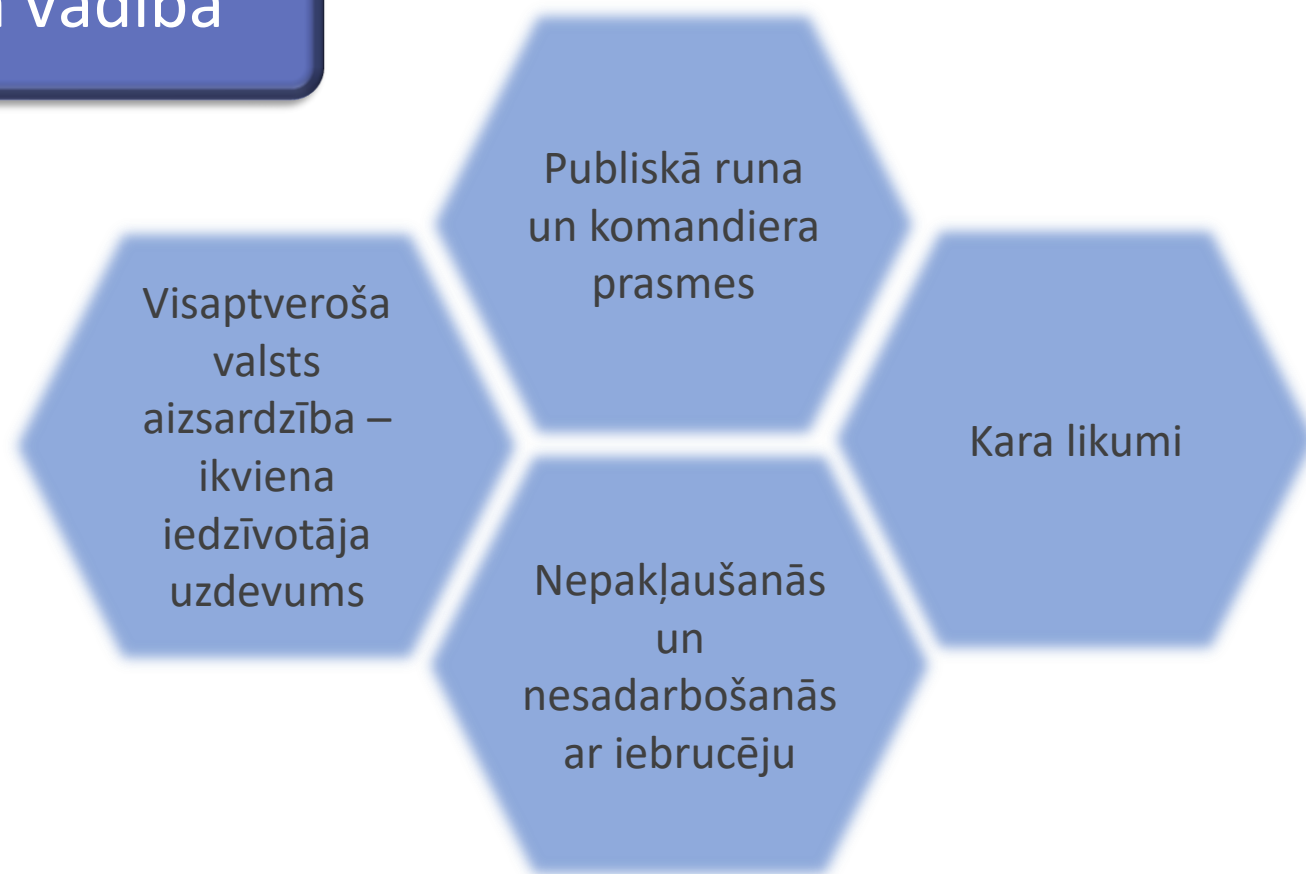 vadība
Publiskā runa
un komandiera
prasmes
Visaptveroša
valsts
aizsardzība –
ikviena
iedzīvotāja
uzdevums
Kara likumi
Nepakļaušanās
un
nesadarbošanās
ar iebrucēju